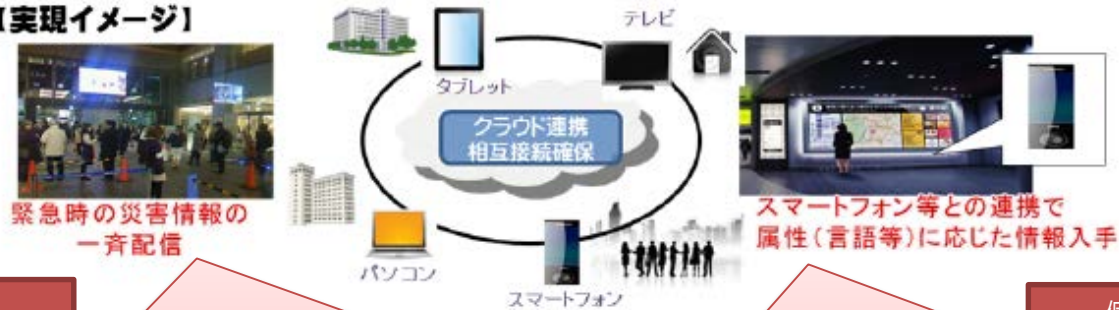 【実現イメージ】
テレビ
タブレット
クラウド連携
相互接続確保
緊急時の災害情報の
一斉配信
スマートフォン等との連携で
属性(言語等)に応じた情報入手
パソコン
スマートフォン